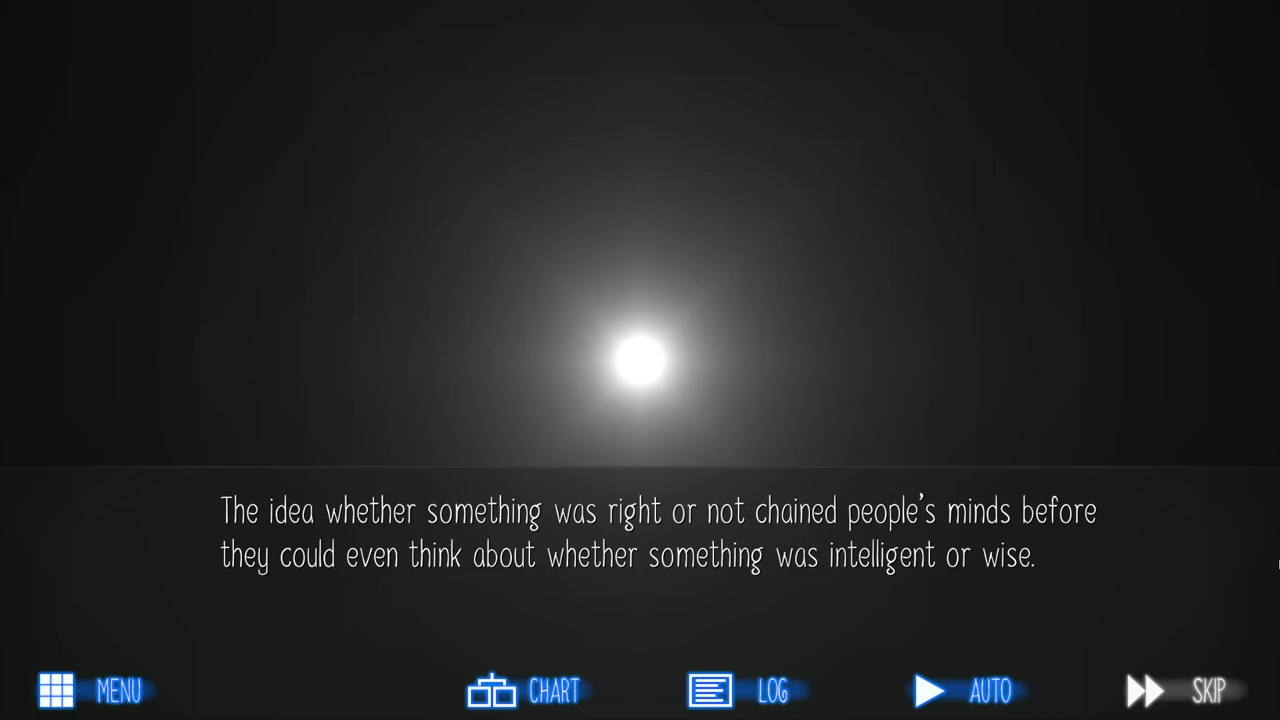 The idea whether something was right or not chained people's minds before
they could even think about whether something was intelligent or wise.
MENU
CHART
LOG
AUTO
SKIP